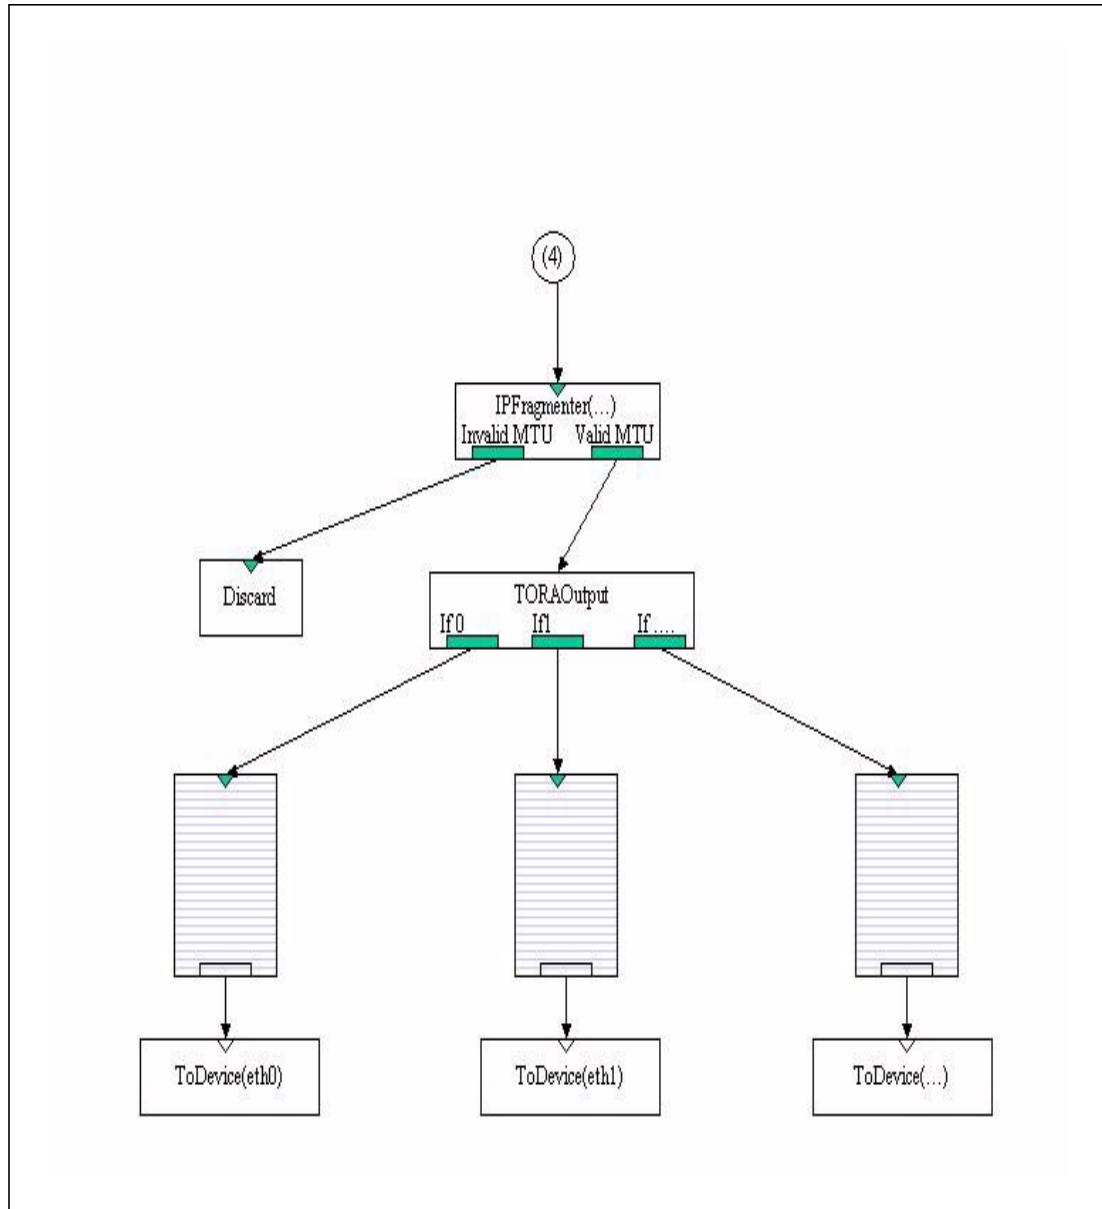 (4)
IPFragmenter(...)
Invalid MTU Valid MTU
Discard
TORAOutput
If 0 If1 If ....
ToDevice(eth0) ToDevice(eth1) ToDevice(...)